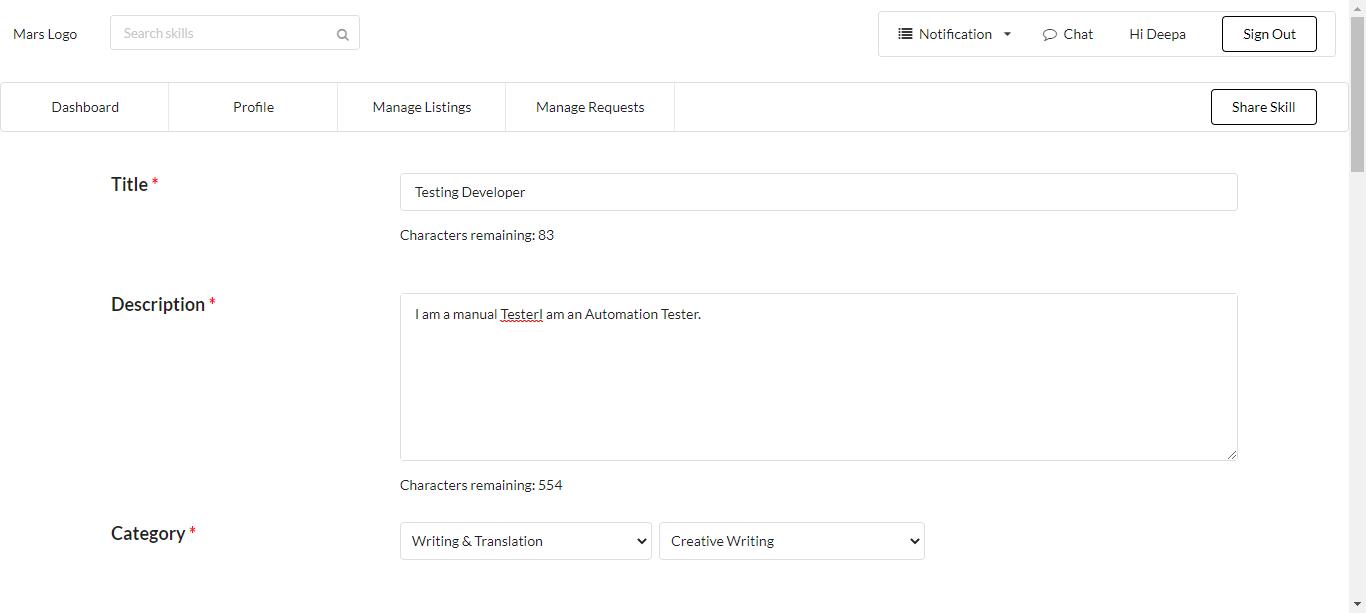 Mars Logo Search skills Notification Chat Hi Deepa Sign Out
Dashboard Profile Manage Listings Manage Requests Share Skill
Title * Testing Developer
Characters remaining: 83
Description * I am a manual TesterI am an Automation Tester.
Characters remaining: 554
Category * Writing & Translation Creative Writing